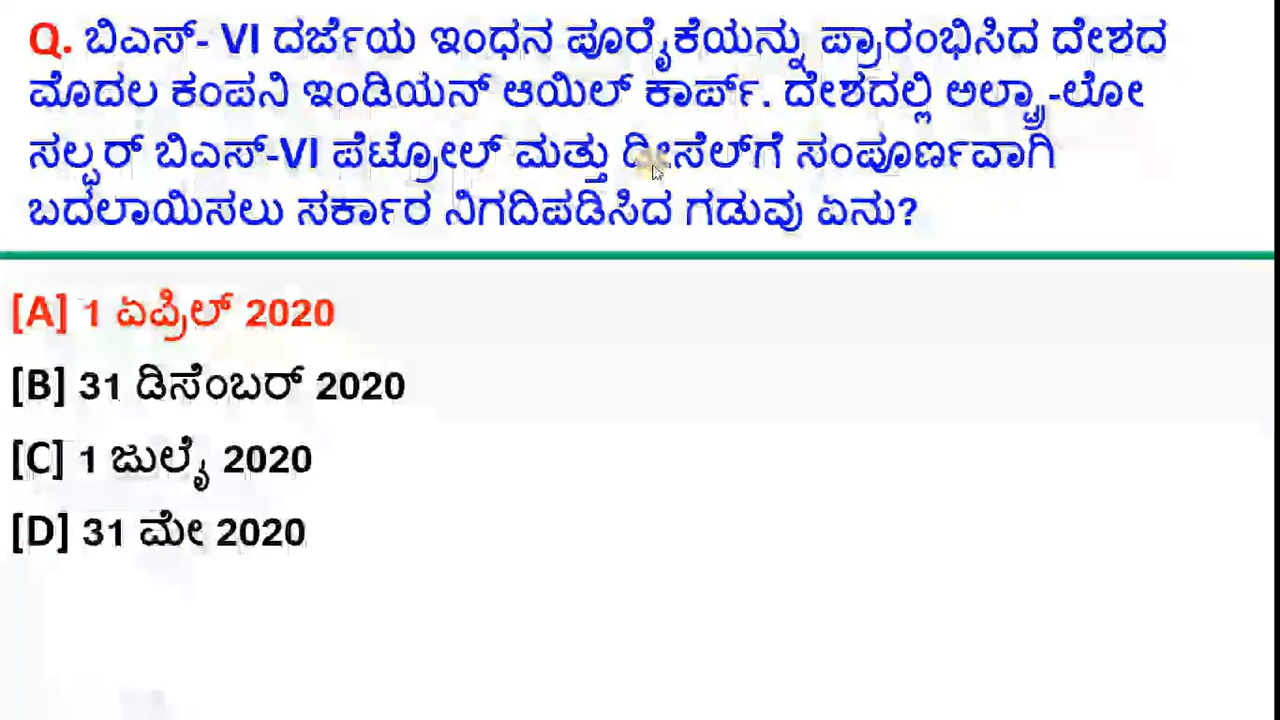 Q. ಬಿಎಸ್- VI ದರ್ಜೆಯ ಇಂಧನ ಪೂರೈಕೆಯನ್ನು ಪ್ರಾರಂಭಿಸಿದ ದೇಶದ
ಮೊದಲ ಕಂಪನಿ ಇಂಡಿಯನ್ ಆಯಿಲ್ ಕಾರ್ಪ್. ದೇಶದಲ್ಲಿ ಅಲ್ಟ್ರಾ-ಲೋ
ಸಲ್ಫರ್ ಬಿಎಸ್-VI ಪೆಟ್ರೋಲ್ ಮತ್ತು ಡೀಸೆಲ್‌ಗೆ ಸಂಪೂರ್ಣವಾಗಿ
ಬದಲಾಯಿಸಲು ಸರ್ಕಾರ ನಿಗದಿಪಡಿಸಿದ ಗಡುವು ಏನು?
[A] 1 ಏಪ್ರಿಲ್ 2020
[B] 31 ಡಿಸೆಂಬರ್ 2020
[C] 1 ಜುಲೈ 2020
[D] 31 ಮೇ 2020